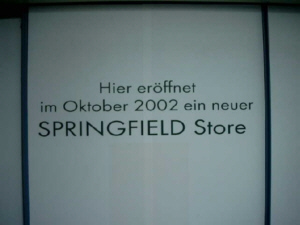 Hier eröffnet
im Oktober 2002 ein neuer
SPRINGFIELD Store